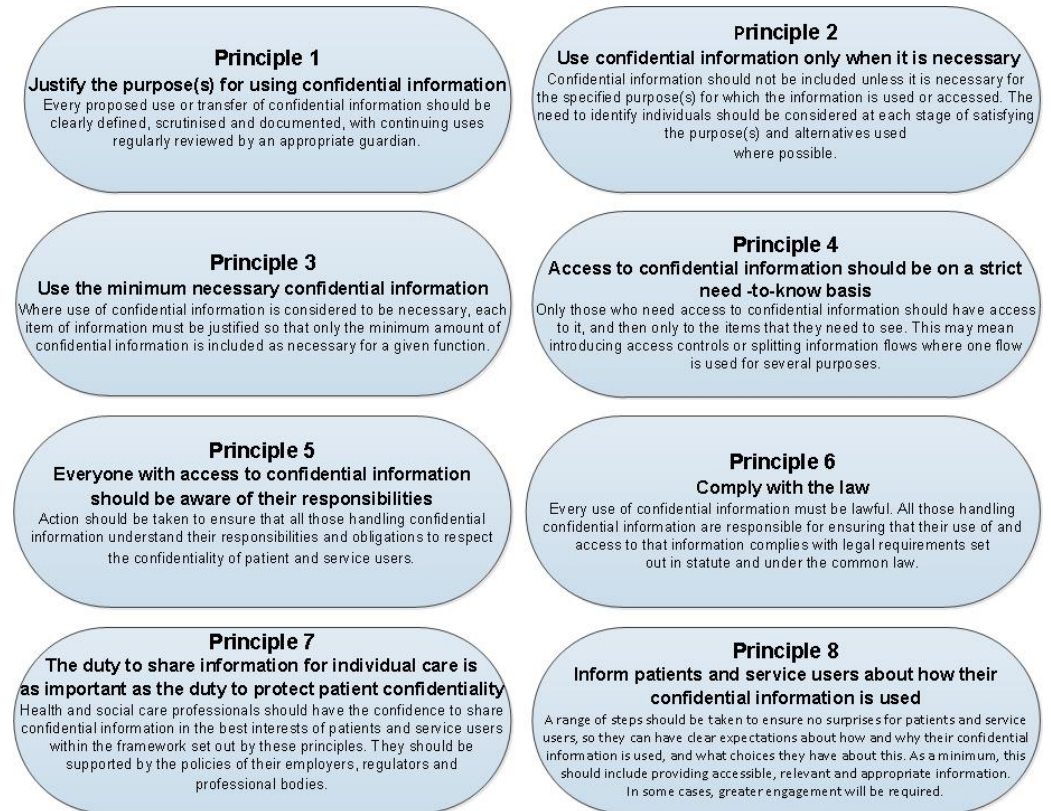 Principle 1
Justify the purpose(s) for using confidential information
Every proposed use or transfer of confidential information should be
clearly defined, scrutinised and documented, with continuing uses
regularly reviewed by an appropriate guardian.
Principle 2
Use confidential information only when it is necessary
Confidential information should not be included unless it is necessary for
the specified purpose(s) for which the information is used or accessed. The
need to identify individuals should be considered at each stage of satisfying
the purpose(s) and alternatives used
where possible.
Principle 3
Use the minimum necessary confidential information
Where use of confidential information is considered to be necessary, each
item of information must be justified so that only the minimum amount of
confidential information is included as necessary for a given function.
Principle 4
Access to confidential information should be on a strict
need -to-know basis
Only those who need access to confidential information should have access
to it, and then only to the items that they need to see. This may mean
introducing access controls or splitting information flows where one flow
is used for several purposes.
Principle 5
Everyone with access to confidential information
should be aware of their responsibilities
Action should be taken to ensure that all those handling confidential
information understand their responsibilities and obligations to respect
the confidentiality of patient and service users.
Principle 6
Comply with the law
Every use of confidential information must be lawful. All those handling
confidential information are responsible for ensuring that their use of and
access to that information complies with legal requirements set
out in statute and under the common law.
Principle 7
The duty to share information for individual care is
as important as the duty to protect patient confidentiality
Health and social care professionals should have the confidence to share
confidential information in the best interests of patients and service users
within the framework set out by these principles. They should be
supported by the policies of their employers, regulators and
professional bodies.
Principle 8
Inform patients and service users about how their
confidential information is used
A range of steps should be taken to ensure no surprises for patients and service
users, so they can have clear expectations about how and why their confidential
information is used, and what choices they have about this. As a minimum, this
should include providing accessible, relevant and appropriate information.
In some cases, greater engagement will be required.